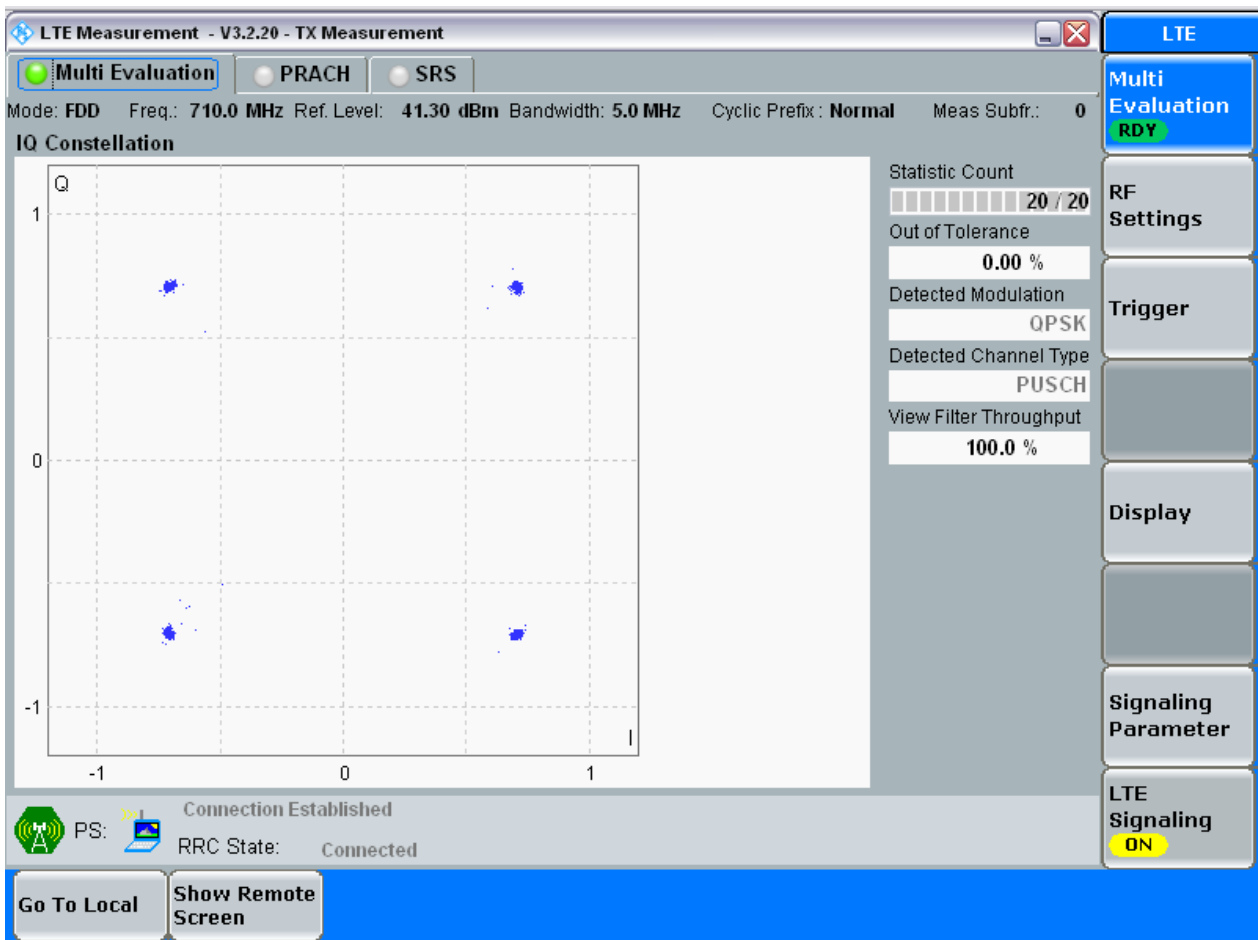 LTE Measurement - V3.2.20 - TX Measurement
LTE
Multi Evaluation PRACH SRS
Mode: FDD Freq.: 710.0 MHz Ref. Level: 41.30 dBm Bandwidth: 5.0 MHz Cyclic Prefix : Normal Meas Subfr.: 0
IQ Constellation
Q
1
0
-1
I
-1 0 1
Statistic Count
20 / 20
Out of Tolerance
0.00 %
Detected Modulation
QPSK
Detected Channel Type
PUSCH
View Filter Throughput
100.0 %
Multi
Evaluation
RDY
RF
Settings
Trigger
Display
Signaling
Parameter
LTE
Signaling
ON
PS:
Connection Established
RRC State: Connected
Go To Local
Show Remote
Screen